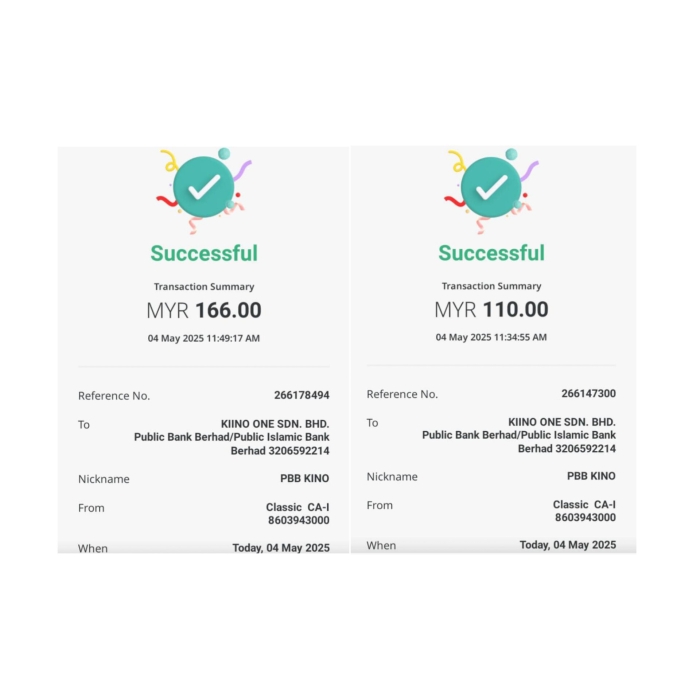 Successful
Transaction Summary
MYR 166.00
04 May 2025 11:49:17 AM
Reference No. 266178494
To KIINO ONE SDN. BHD.
Public Bank Berhad/Public Islamic Bank
Berhad 3206592214
Nickname PBB KINO
From Classic CA-I
8603943000
When Today, 04 May 2025
Successful
Transaction Summary
MYR 110.00
04 May 2025 11:34:55 AM
Reference No. 266147300
To KIINO ONE SDN. BHD.
Public Bank Berhad/Public Islamic Bank
Berhad 3206592214
Nickname PBB KINO
From Classic CA-I
8603943000
When Today, 04 May 2025